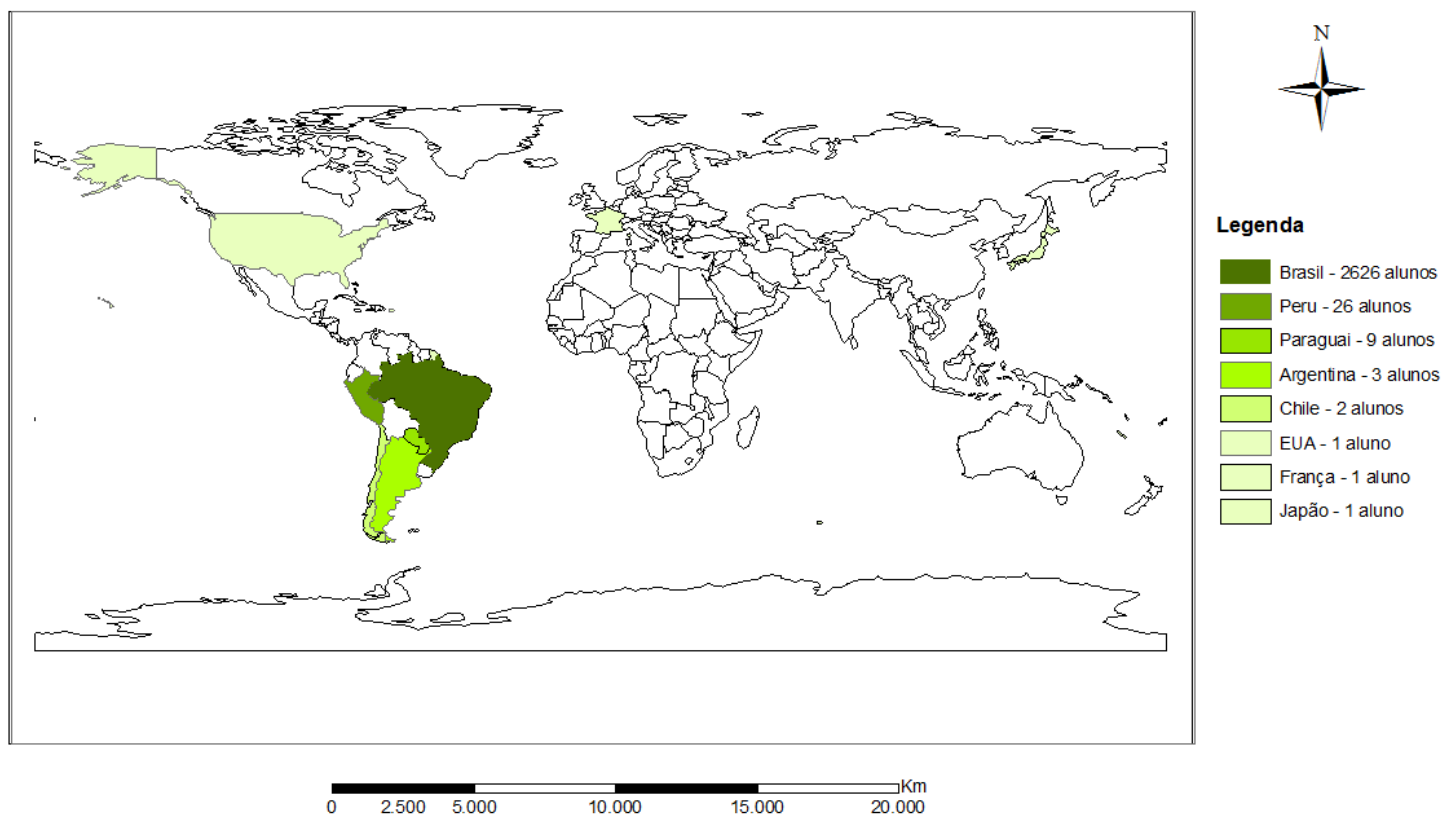 N
Legenda
Brasil - 2626 alunos
Peru - 26 alunos
Paraguai - 9 alunos
Argentina - 3 alunos
Chile - 2 alunos
EUA - 1 aluno
França - 1 aluno
Japão - 1 aluno
Km
0 2.500 5.000 10.000 15.000 20.000